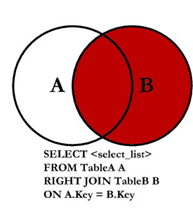 A B
SELECT <select_list>
FROM TableA A
RIGHT JOIN TableB B
ON A.Key = B.Key